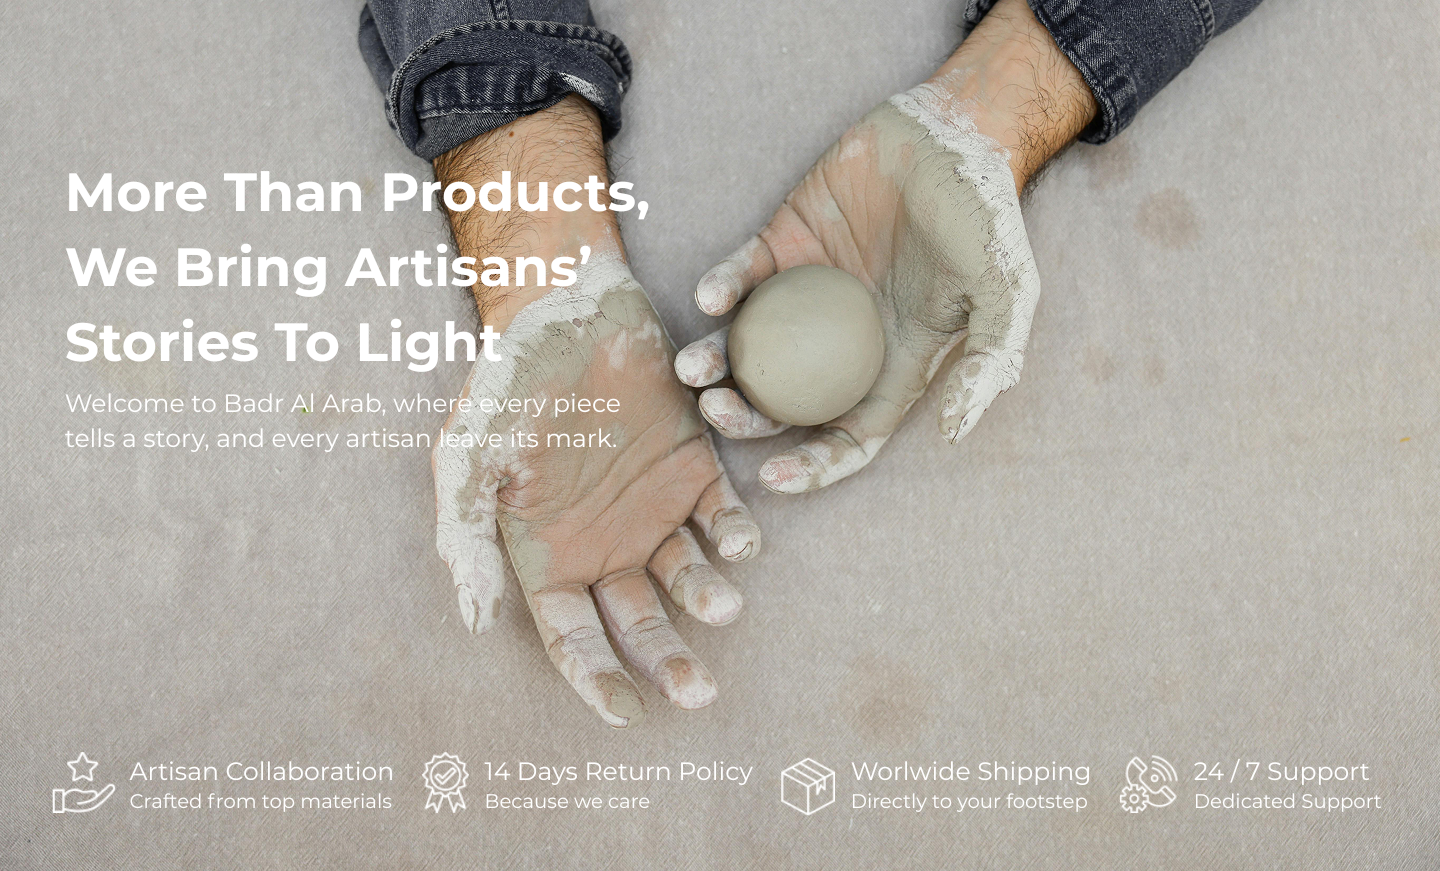 More Than Products,
We Bring Artisans’
Stories To Light
Welcome to Badr Al Arab, where every piece
tells a story, and every artisan leave its mark.
Artisan Collaboration
Crafted from top materials
14 Days Return Policy
Because we care
Worlwide Shipping
Directly to your footstep
24 / 7 Support
Dedicated Support